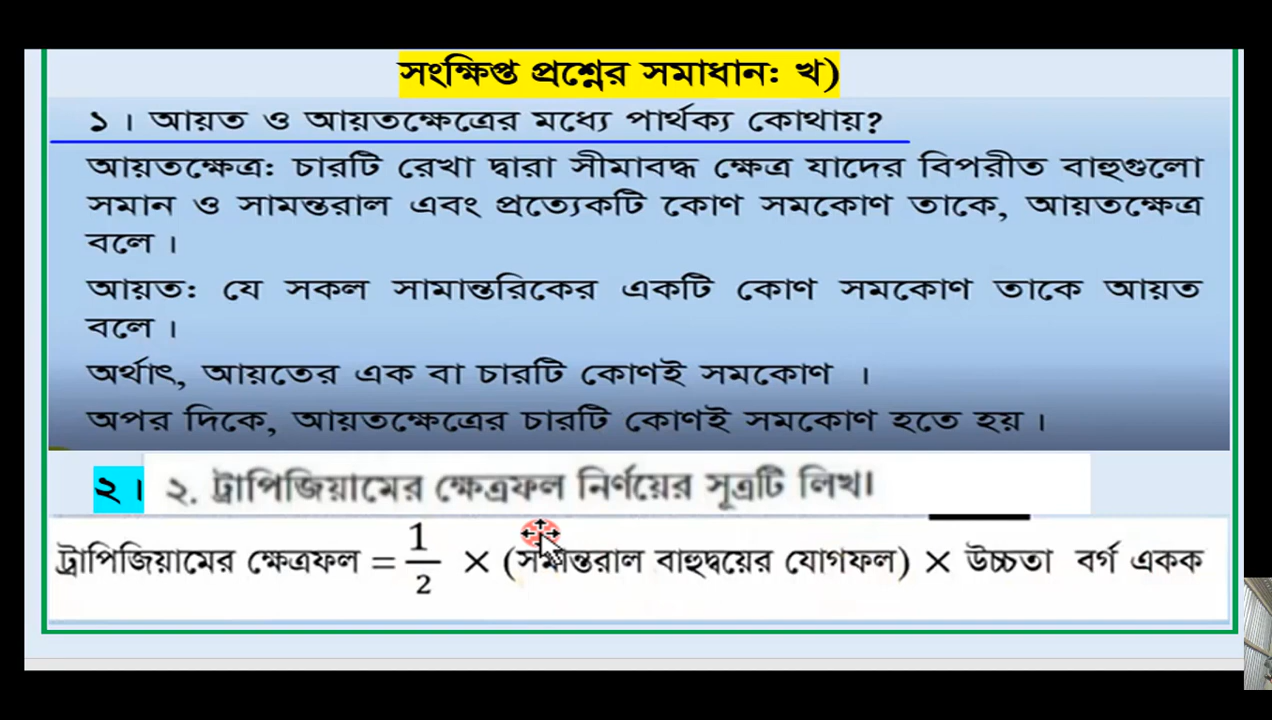 সংক্ষিপ্ত প্রশ্নের সমাধান: খ)
১। আয়ত ও আয়তক্ষেত্রের মধ্যে পার্থক্য কোথায়?
আয়তক্ষেত্র: চারটি রেখা দ্বারা সীমাবদ্ধ ক্ষেত্র যাদের বিপরীত বাহুগুলো
সমান ও সামন্তরাল এবং প্রত্যেকটি কোণ সমকোণ তাকে, আয়তক্ষেত্র
বলে।
আয়ত: যে সকল সামান্তরিকের একটি কোণ সমকোণ তাকে আয়ত
বলে।
অর্থাৎ, আয়তের এক বা চারটি কোণই সমকোণ ।
অপর দিকে, আয়তক্ষেত্রের চারটি কোণই সমকোণ হতে হয়।
২। ২. ট্রাপিজিয়ামের ক্ষেত্রফল নির্ণয়ের সূত্রটি লিখ।
ট্রাপিজিয়ামের ক্ষেত্রফল = 1/2 × (সমান্তরাল বাহুদ্বয়ের যোগফল) × উচ্চতা বর্গ একক